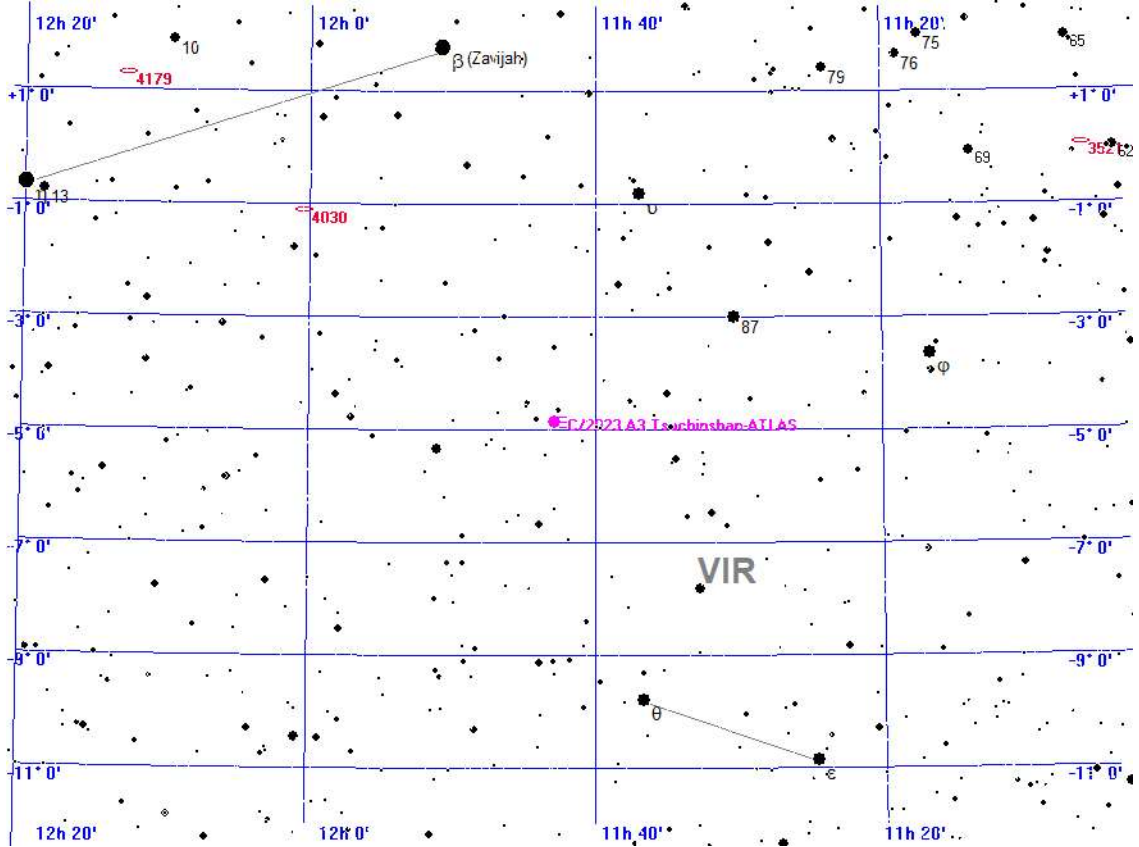 12h 20' 12h 0' 11h 40' 11h 20'
10 75 65
β (Zavijah) 76
4179 79
+1° 0' +1° 0'
69 3521 62
13
-1° 0' υ -1° 0'
4030
-3° 0' -3° 0'
87
φ
C/2023 A3 Tsuchinshan-ATLAS
-5° 0' -5° 0'
-7° 0' -7° 0'
VIR
-9° 0' -9° 0'
θ
ε
-11° 0' -11° 0'
12h 20' 12h 0' 11h 40' 11h 20'